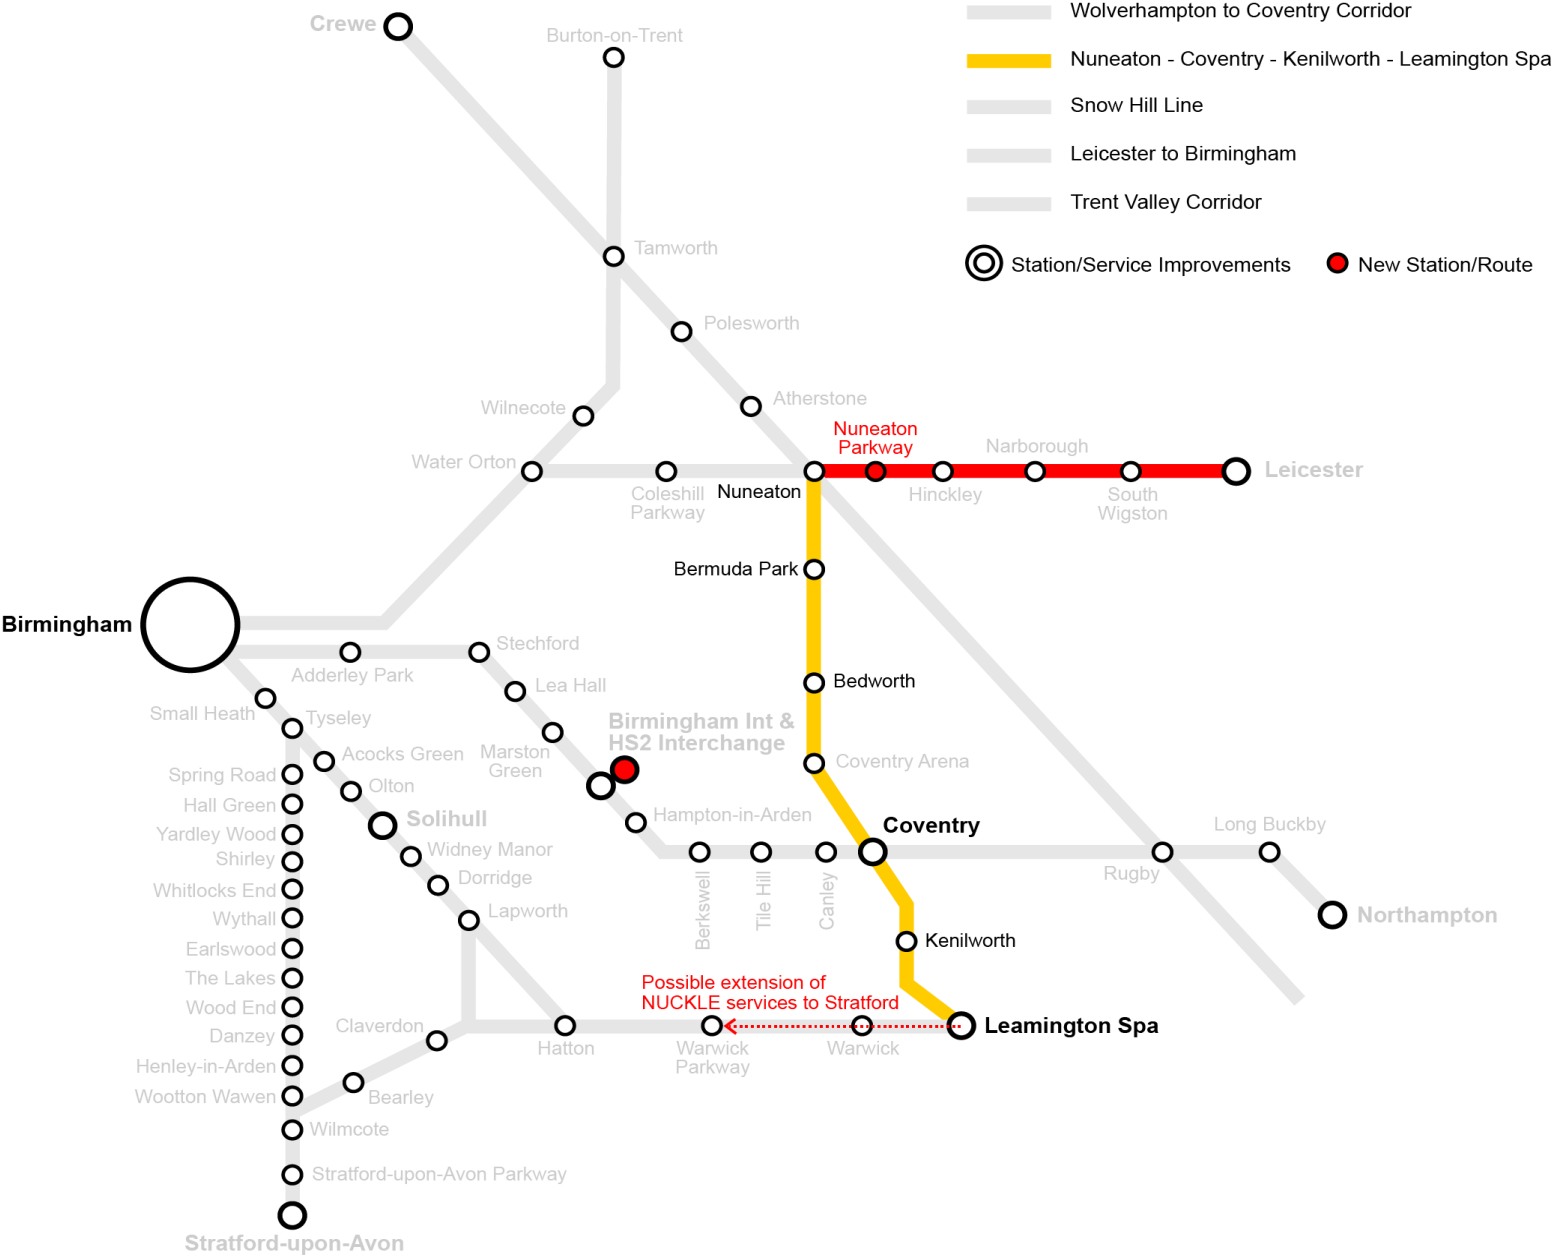 Crewe
Burton-on-Trent
Wolverhampton to Coventry Corridor
Nuneaton - Coventry - Kenilworth - Leamington Spa
Snow Hill Line
Leicester to Birmingham
Trent Valley Corridor
Station/Service Improvements
New Station/Route
Tamworth
Polesworth
Atherstone
Wilnecote
Water Orton
Coleshill
Parkway
Nuneaton
Nuneaton
Parkway
Hinckley
Narborough
South
Wigston
Leicester
Bermuda Park
Bedworth
Coventry Arena
Coventry
Birmingham
Adderley Park
Stechford
Lea Hall
Marston
Green
Birmingham Int &
HS2 Interchange
Hampton-in-Arden
Berkswell
Tile Hill
Canley
Rugby
Long Buckby
Northampton
Small Heath
Tyseley
Acocks Green
Olton
Solihull
Widney Manor
Dorridge
Lapworth
Spring Road
Hall Green
Yardley Wood
Shirley
Whitlocks End
Wythall
Earlswood
The Lakes
Wood End
Danzey
Henley-in-Arden
Wootton Wawen
Wilmcote
Stratford-upon-Avon Parkway
Stratford-upon-Avon
Claverdon
Bearley
Hatton
Warwick
Parkway
Warwick
Possible extension of
NUCKLE services to Stratford
Kenilworth
Leamington Spa